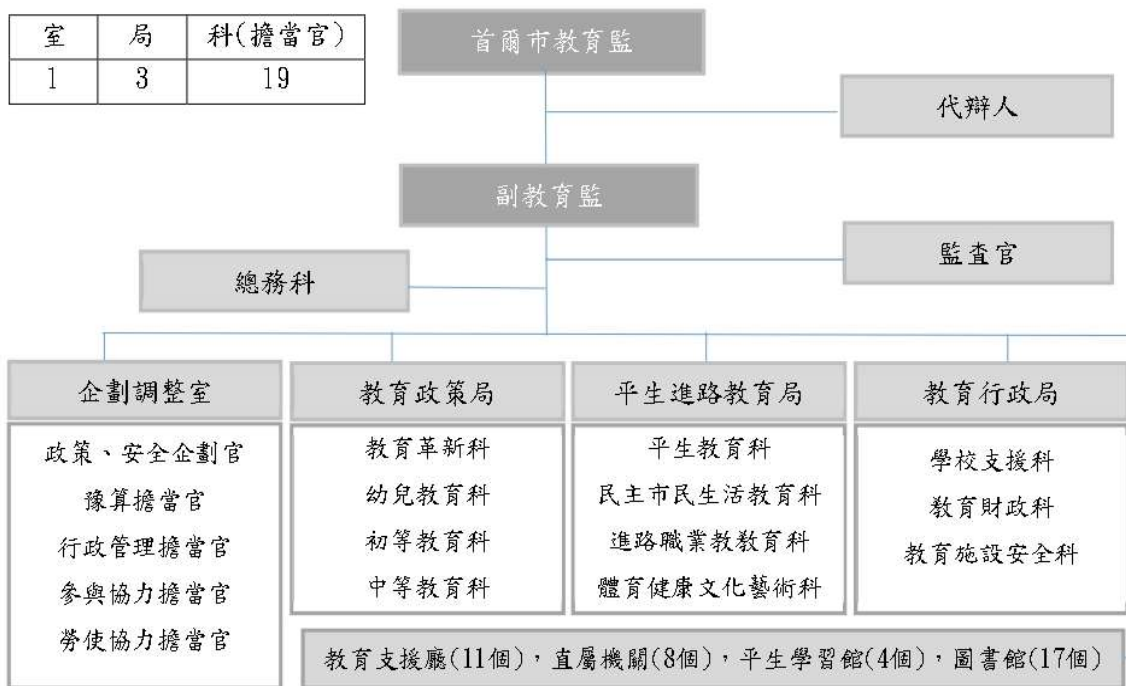 室 局 科(擔當官)
1 3 19
首爾市教育監
代辯人
副教育監
監查官
總務科
企劃調整室
政策、安全企劃官
豫算擔當官
行政管理擔當官
參與協力擔當官
勞使協力擔當官
教育政策局
教育革新科
幼兒教育科
初等教育科
中等教育科
平生進路教育局
平生教育科
民主市民生活教育科
進路職業教教育科
體育健康文化藝術科
教育行政局
學校支援科
教育財政科
教育施設安全科
教育支援廳(11個)，直屬機關(8個)，平生學習館(4個)，圖書館(17個)